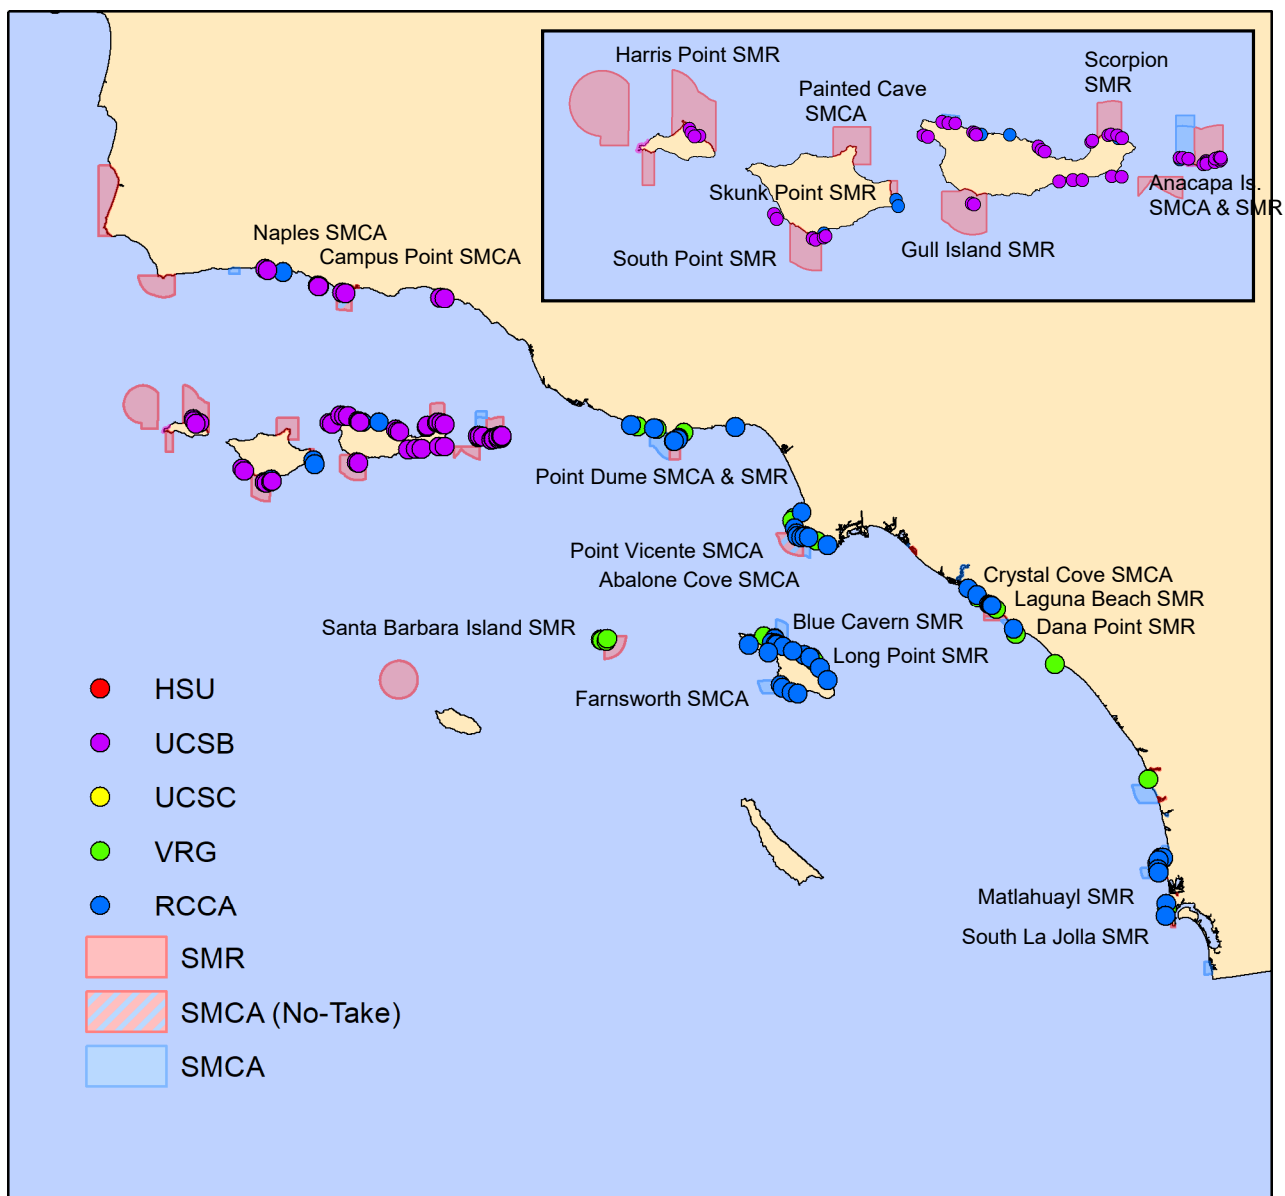 Harris Point SMR
Painted Cave
SMCA
Scorpion
SMR
Skunk Point SMR
South Point SMR
Gull Island SMR
Anacapa Is.
SMCA & SMR
Naples SMCA
Campus Point SMCA
Point Dume SMCA & SMR
Point Vicente SMCA
Abalone Cove SMCA
Crystal Cove SMCA
Laguna Beach SMR
Dana Point SMR
Santa Barbara Island SMR
Blue Cavern SMR
Long Point SMR
Farnsworth SMCA
Matlahuayl SMR
South La Jolla SMR
HSU
UCSB
UCSC
VRG
RCCA
SMR
SMCA (No-Take)
SMCA